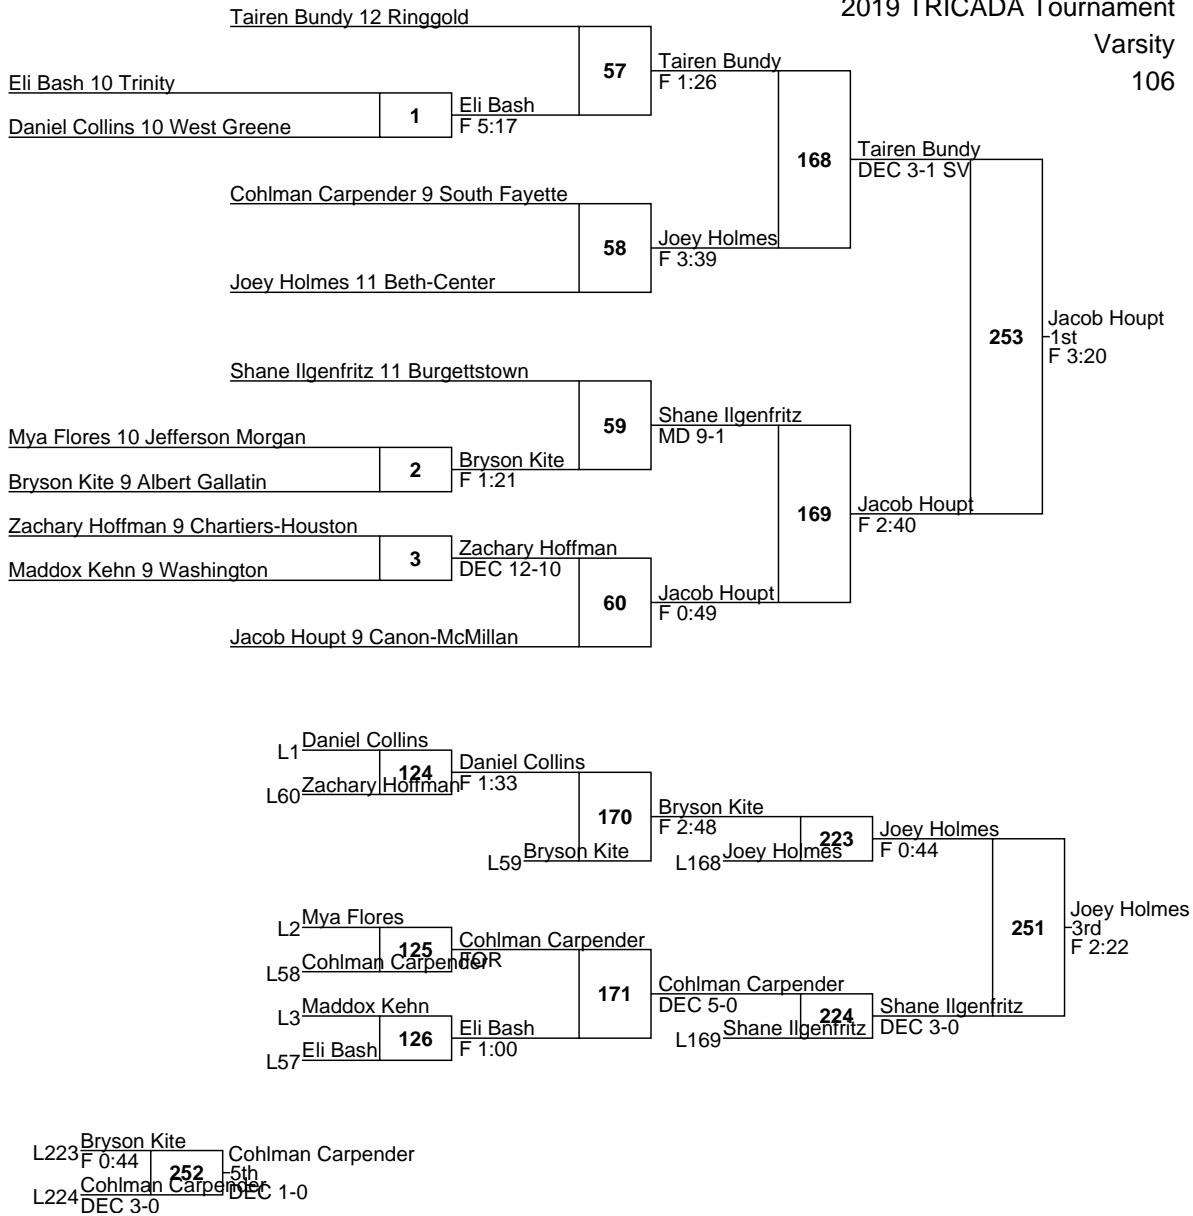 2019 TRICADA Tournament
Varsity
106
Tairen Bundy 12 Ringgold
57
Tairen Bundy
F 1:26
Eli Bash 10 Trinity
1
Eli Bash
F 5:17
Daniel Collins 10 West Greene
168
Tairen Bundy
DEC 3-1 SV
Cohlman Carpender 9 South Fayette
58
Joey Holmes
F 3:39
Joey Holmes 11 Beth-Center
253
Jacob Houpt
1st
F 3:20
Shane Ilgenfritz 11 Burgettstown
59
Shane Ilgenfritz
MD 9-1
Mya Flores 10 Jefferson Morgan
2
Bryson Kite
F 1:21
Bryson Kite 9 Albert Gallatin
169
Jacob Houpt
F 2:40
Zachary Hoffman 9 Chartiers-Houston
3
Zachary Hoffman
DEC 12-10
Maddox Kehn 9 Washington
60
Jacob Houpt
F 0:49
Jacob Houpt 9 Canon-McMillan
L1 Daniel Collins
124
Daniel Collins
F 1:33
L60 Zachary Hoffman
170
Bryson Kite
F 2:48
L59 Bryson Kite
L168 Joey Holmes
223
Joey Holmes
F 0:44
L2 Mya Flores
125
Cohlman Carpender
FOR
L58 Cohlman Carpender
251
Joey Holmes
3rd
F 2:22
171
Cohlman Carpender
DEC 5-0
L3 Maddox Kehn
126
Eli Bash
F 1:00
L57 Eli Bash
L169 Shane Ilgenfritz
224
Shane Ilgenfritz
DEC 3-0
L223 Bryson Kite
F 0:44
252
Cohlman Carpender
5th
DEC 1-0
L224 Cohlman Carpender
DEC 3-0